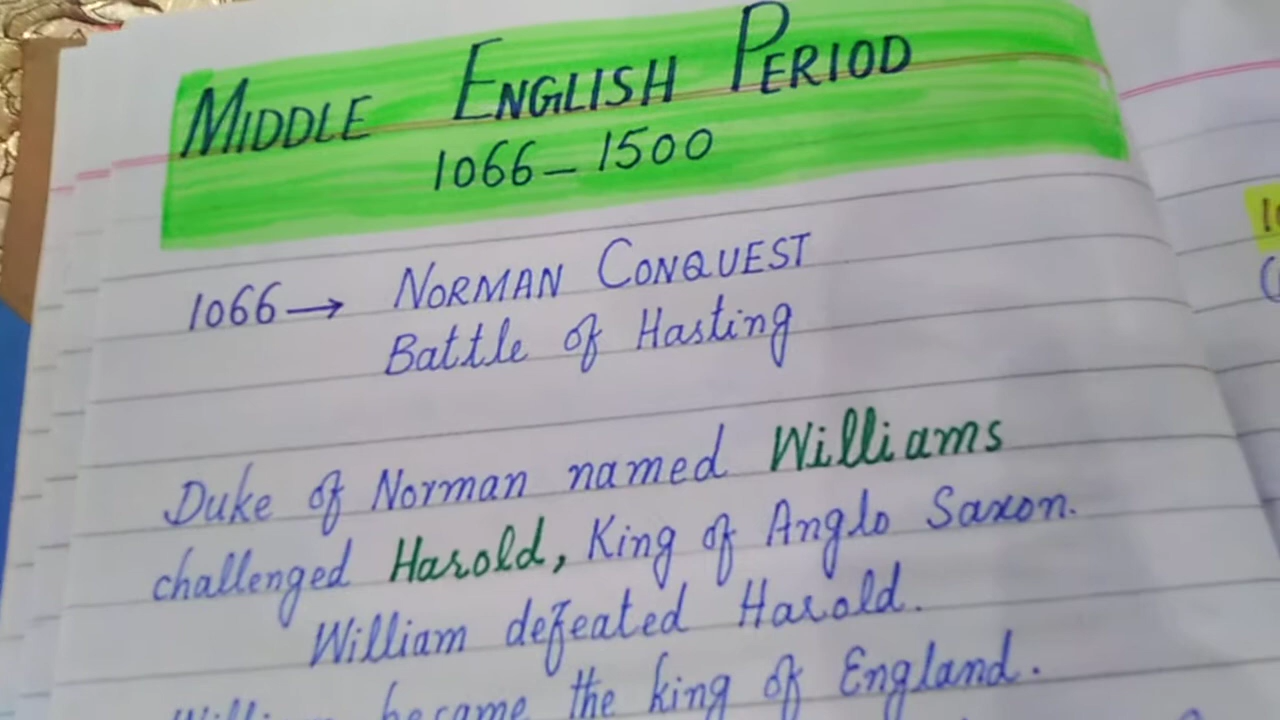 MIDDLE ENGLISH PERIOD
1066 – 1500
1066 → NORMAN CONQUEST
Battle of Hasting
Duke of Norman named Williams
challenged Harold, King of Anglo Saxon.
William defeated Harold.
became the king of England.